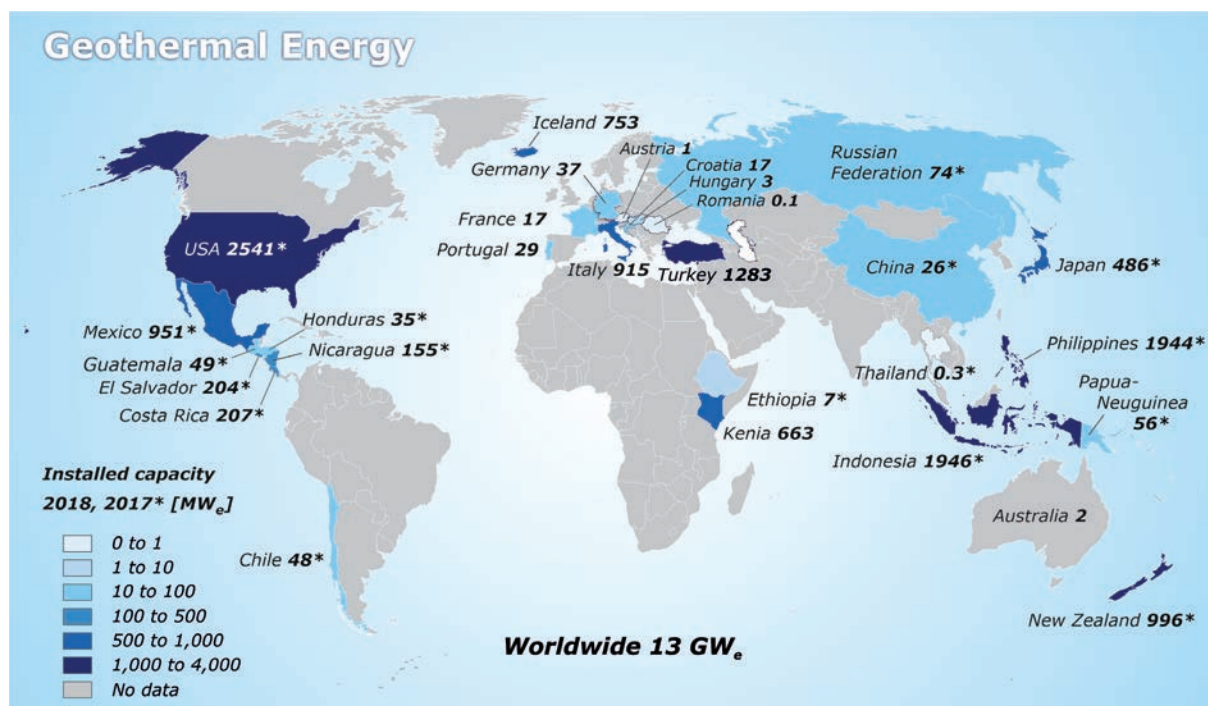 Geothermal Energy
Iceland 753
Austria 1
Germany 37
Croatia 17
Hungary 3
Romania 0.1
Russian
Federation 74*
France 17
Portugal 29
Italy 915
Turkey 1283
USA 2541*
China 26*
Japan 486*
Mexico 951*
Honduras 35*
Guatemala 49*
Nicaragua 155*
El Salvador 204*
Costa Rica 207*
Philippines 1944*
Thailand 0.3*
Papua-
Neuguinea
56*
Ethiopia 7*
Kenia 663
Indonesia 1946*
Australia 2
Chile 48*
New Zealand 996*
Installed capacity
2018, 2017* [MWe]
0 to 1
1 to 10
10 to 100
100 to 500
500 to 1,000
1,000 to 4,000
No data
Worldwide 13 GWe